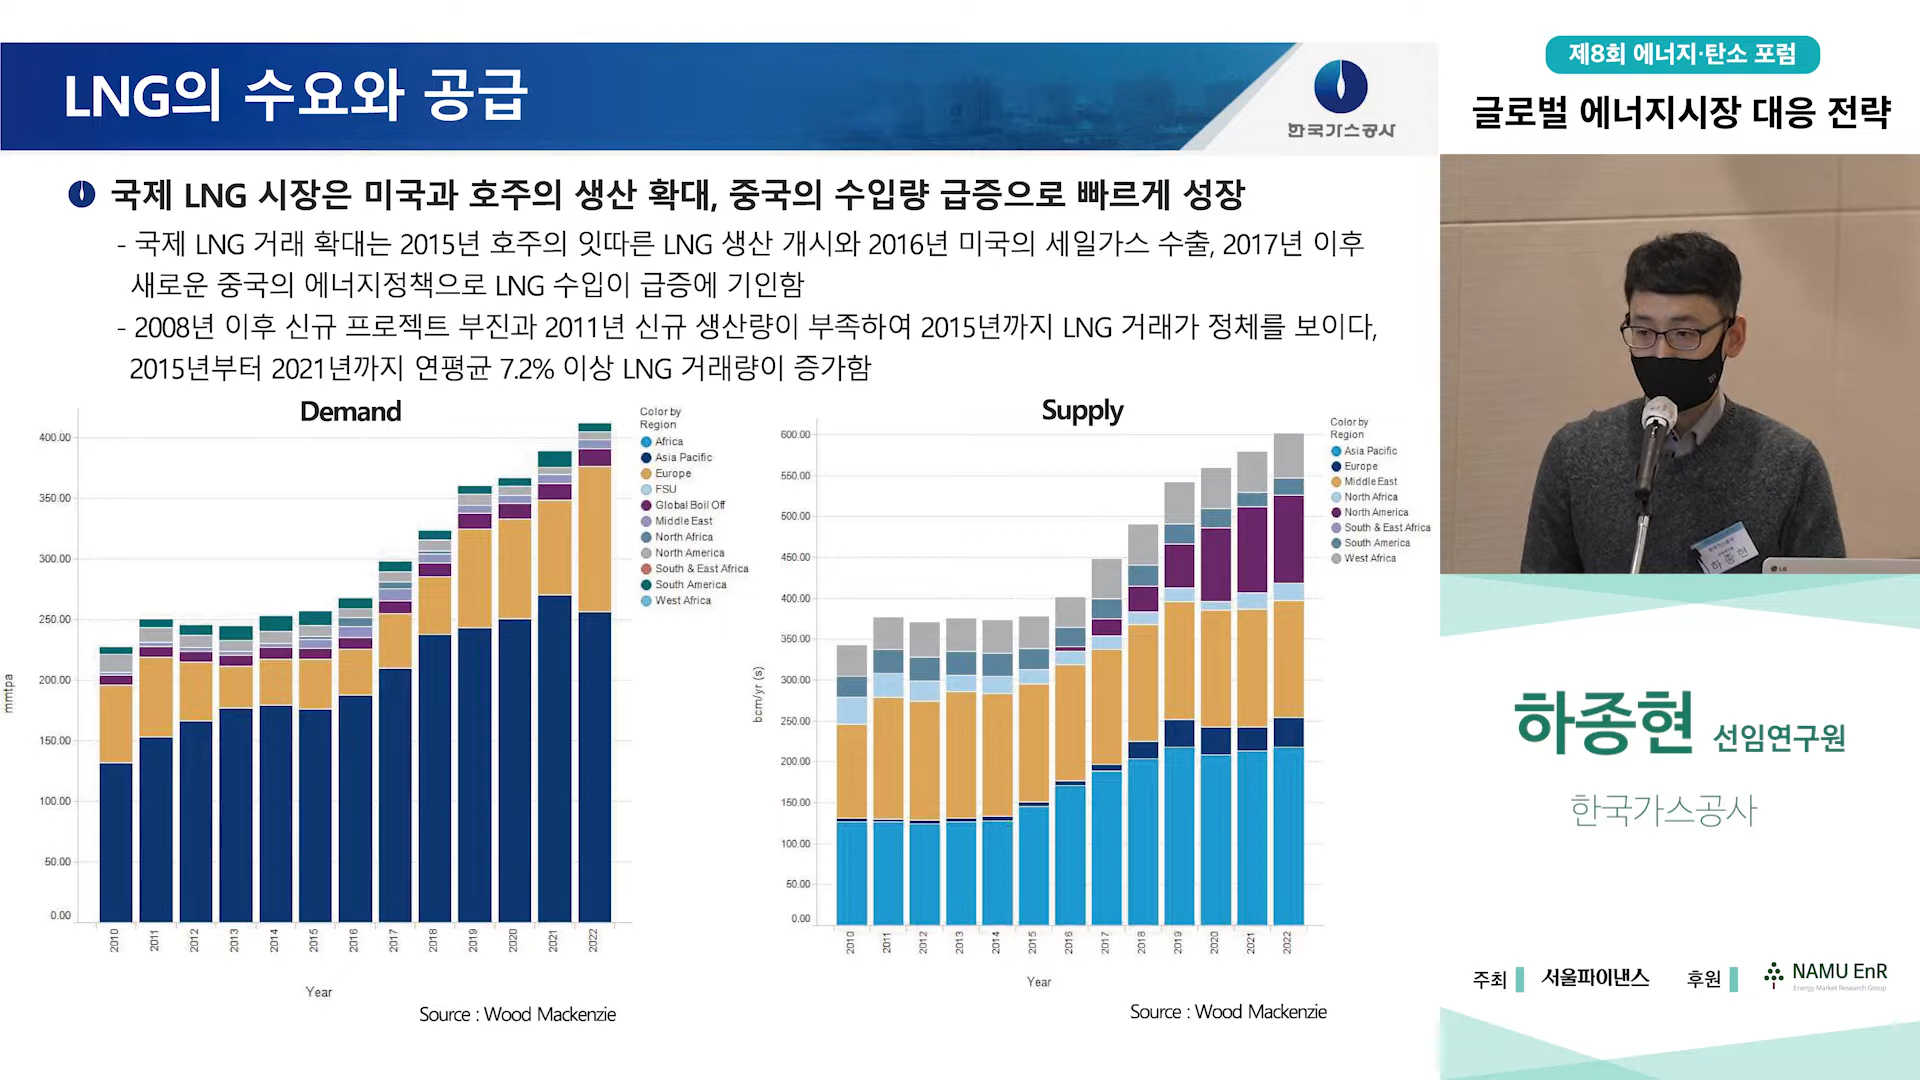 LNG의 수요와 공급
한국가스공사
국제 LNG 시장은 미국과 호주의 생산 확대, 중국의 수입량 급증으로 빠르게 성장
- 국제 LNG 거래 확대는 2015년 호주의 잇따른 LNG 생산 개시와 2016년 미국의 세일가스 수출, 2017년 이후
새로운 중국의 에너지정책으로 LNG 수입이 급증에 기인함
- 2008년 이후 신규 프로젝트 부진과 2011년 신규 생산량이 부족하여 2015년까지 LNG 거래가 정체를 보이다,
2015년부터 2021년까지 연평균 7.2% 이상 LNG 거래량이 증가함
Demand
400.00
350.00
300.00
250.00
200.00
150.00
100.00
50.00
0.00
mmtpa
2010 2011 2012 2013 2014 2015 2016 2017 2018 2019 2020 2021 2022
Year
Color by
Region
Africa
Asia Pacific
Europe
FSU
Global Boil Off
Middle East
North Africa
North America
South & East Africa
South America
West Africa
Source : Wood Mackenzie
Supply
600.00
550.00
500.00
450.00
400.00
350.00
300.00
250.00
200.00
150.00
100.00
50.00
0.00
bcm/yr (s)
2010 2011 2012 2013 2014 2015 2016 2017 2018 2019 2020 2021 2022
Year
Color by
Region
Asia Pacific
Europe
Middle East
North Africa
North America
South & East Africa
South America
West Africa
Source : Wood Mackenzie
제8회 에너지·탄소 포럼
글로벌 에너지시장 대응 전략
한국가스공사
하종현
LG
하종현 선임연구원
한국가스공사
주최 서울파이낸스 후원 NAMU EnR
Energy Market Research Group